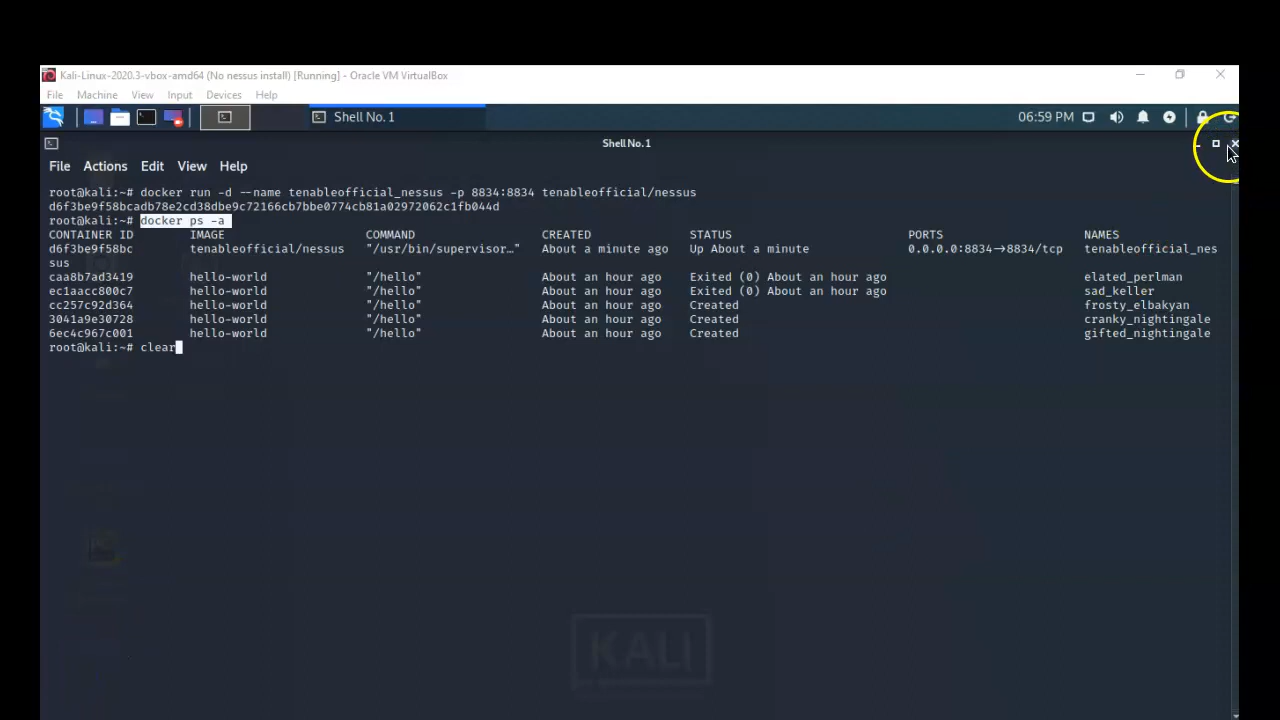 Kali-Linux-2020.3-vbox-amd64 (No nessus install) [Running] - Oracle VM VirtualBox
File Machine View Input Devices Help
Shell No. 1 06:59 PM
Shell No. 1
File Actions Edit View Help
root@kali:~# docker run -d --name tenableofficial_nessus -p 8834:8834 tenableofficial/nessus
d6f3be9f58bcadb78e2cd38dbe9c72166cb7bbe0774cb81a02972062c1fb044d
root@kali:~# docker ps -a
CONTAINER ID IMAGE COMMAND CREATED STATUS PORTS NAMES
d6f3be9f58bc tenableofficial/nessus "/usr/bin/supervisor…" About a minute ago Up About a minute 0.0.0.0:8834→8834/tcp tenableofficial_nes
sus
caa8b7ad3419 hello-world "/hello" About an hour ago Exited (0) About an hour ago elated_perlman
ec1aacc800c7 hello-world "/hello" About an hour ago Exited (0) About an hour ago sad_keller
cc257c92d364 hello-world "/hello" About an hour ago Created frosty_elbakyan
3041a9e30728 hello-world "/hello" About an hour ago Created cranky_nightingale
6ec4c967c001 hello-world "/hello" About an hour ago Created gifted_nightingale
root@kali:~# clear
KALI